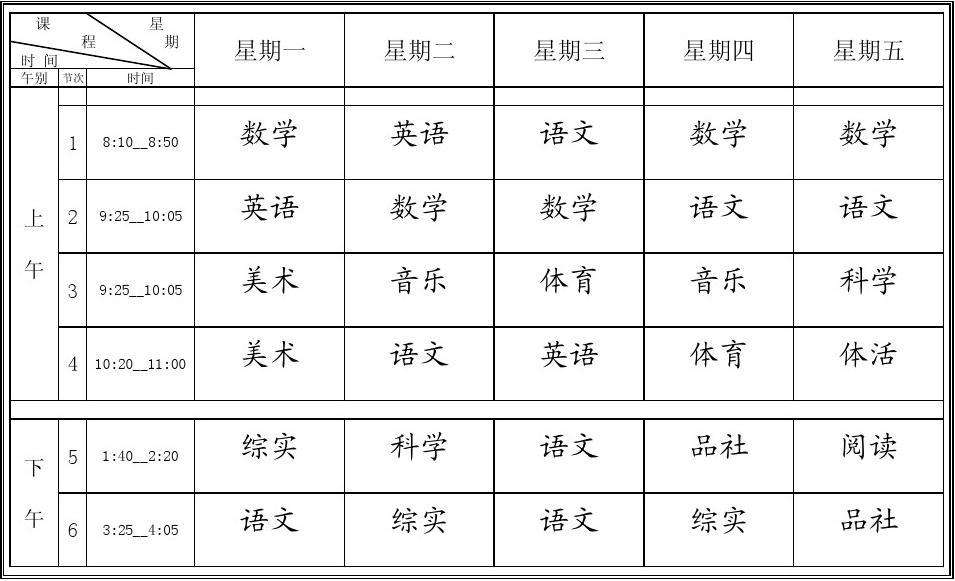 课 程 星 期
时 间
星期一 星期二 星期三 星期四 星期五
午别 节次 时间
上午
1 8:10__8:50 数学 英语 语文 数学 数学
2 9:25__10:05 英语 数学 数学 语文 语文
3 9:25__10:05 美术 音乐 体育 音乐 科学
4 10:20__11:00 美术 语文 英语 体育 体活
下午
5 1:40__2:20 综实 科学 语文 品社 阅读
6 3:25__4:05 语文 综实 语文 综实 品社